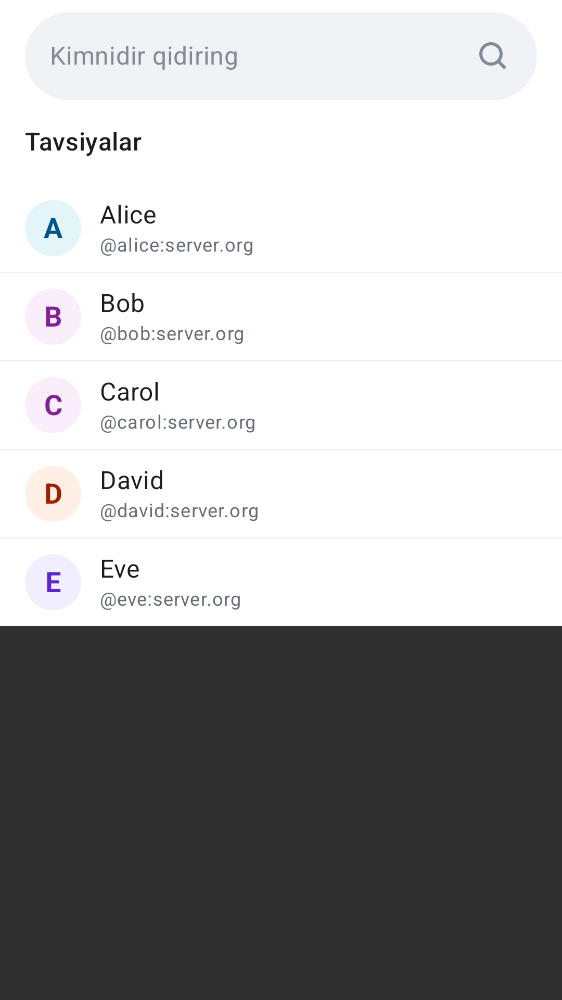 Kimnidir qidiring
Tavsiyalar
A
Alice
@alice:server.org
B
Bob
@bob:server.org
C
Carol
@carol:server.org
D
David
@david:server.org
E
Eve
@eve:server.org